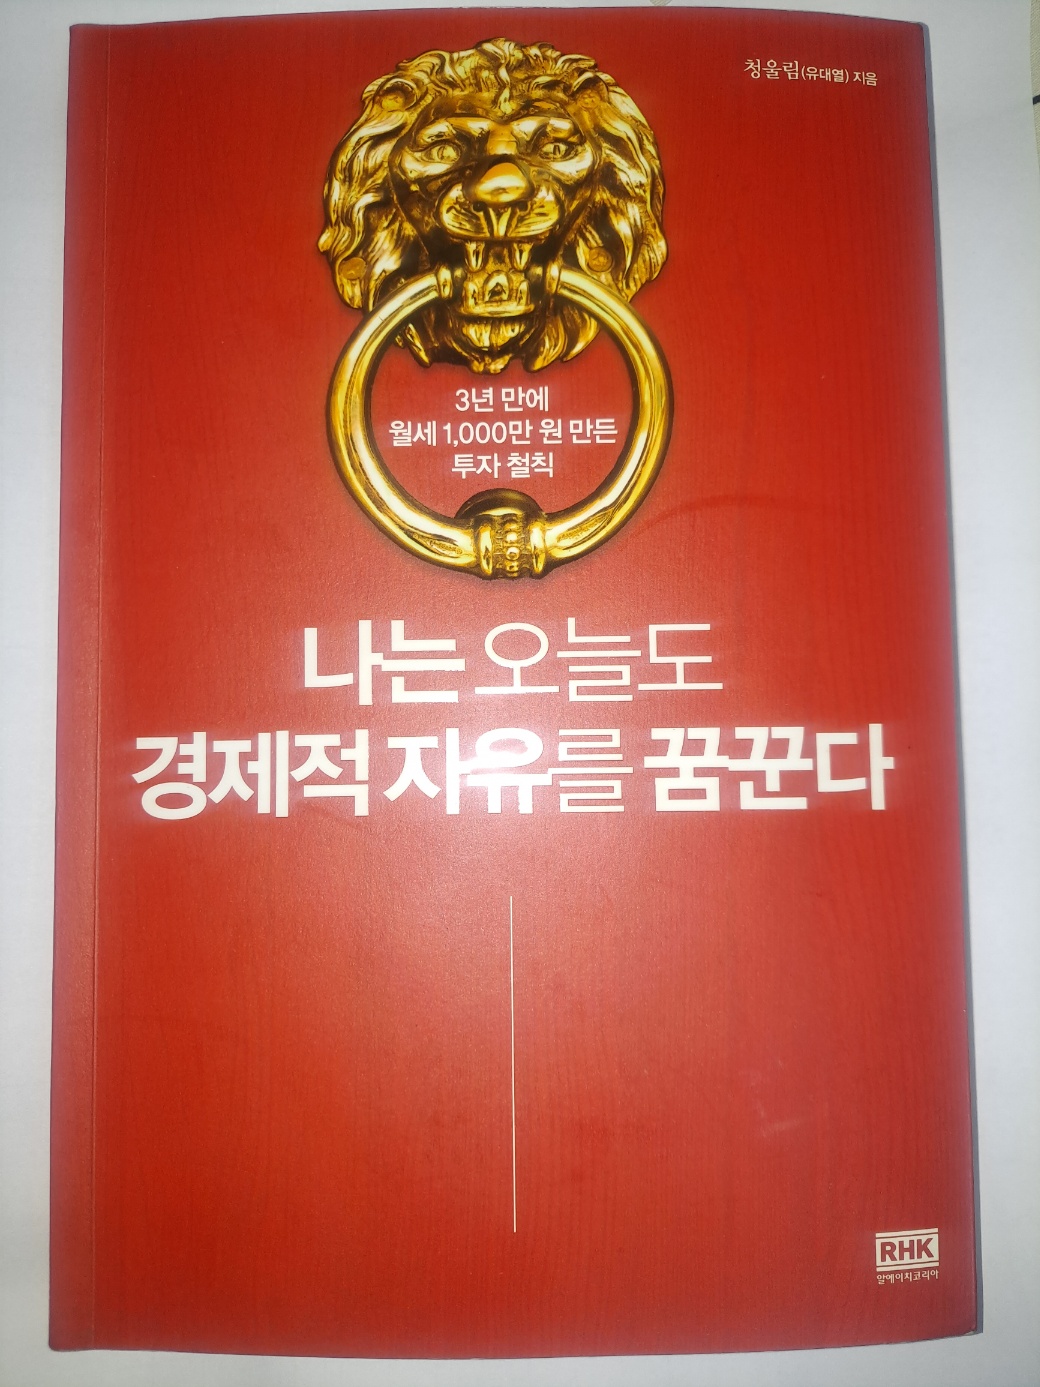 청울림(유대열) 지음
3년 만에
월세 1,000만 원 만든
투자 철칙
나는 오늘도
경제적 자유를 꿈꾼다
RHK
알에이치코리아